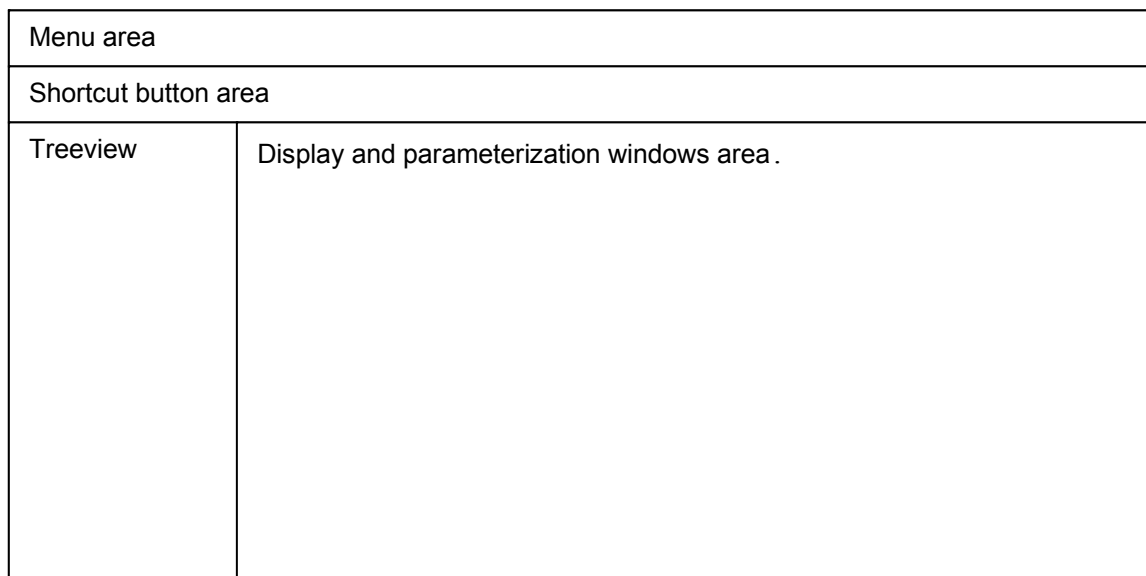 Menu area
Shortcut button area
Treeview
Display and parameterization windows area.